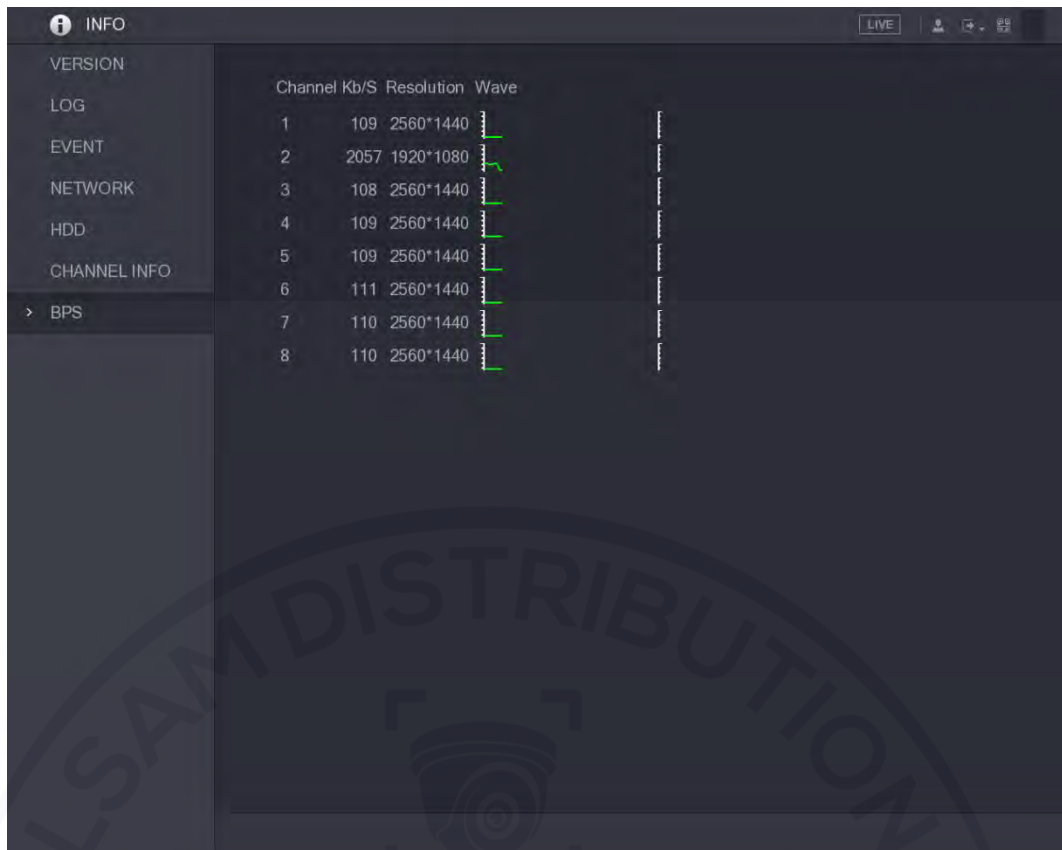 INFO
LIVE
VERSION
LOG
EVENT
NETWORK
HDD
CHANNEL INFO
> BPS
Channel Kb/S Resolution Wave
1 109 2560*1440
2 2057 1920*1080
3 108 2560*1440
4 109 2560*1440
5 109 2560*1440
6 111 2560*1440
7 110 2560*1440
8 110 2560*1440
LSAM DISTRIBUTION